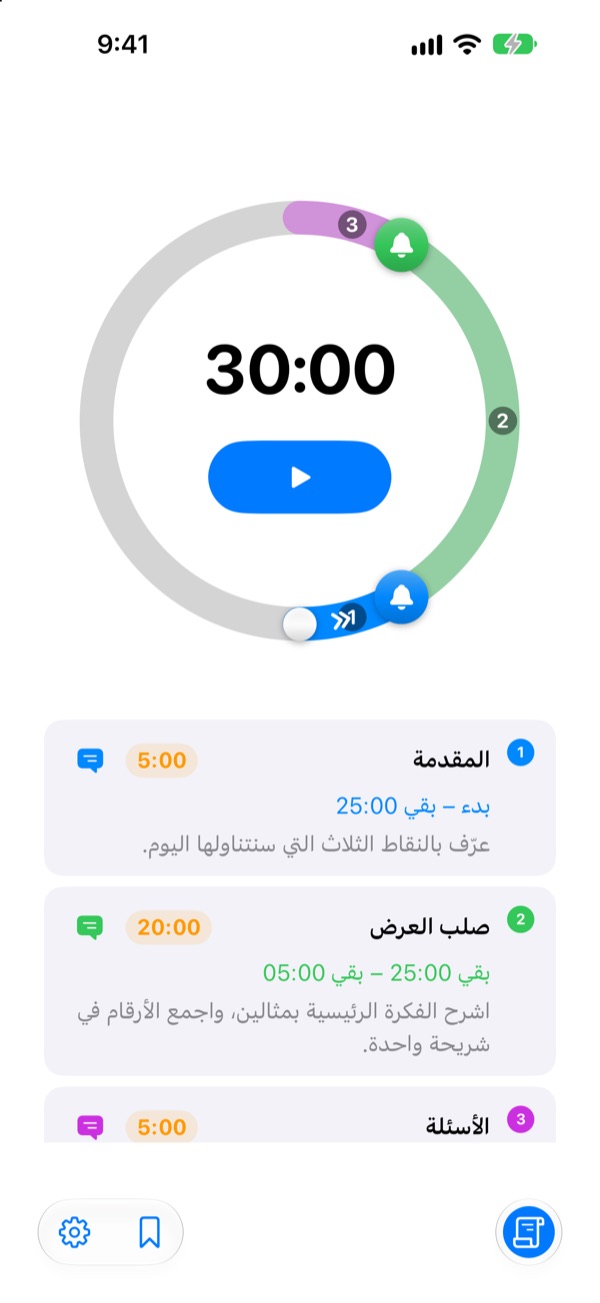 9:41
3
30:00
2
1
1
المقدمة
5:00
بدء – بقي 25:00
عرّف بالنقاط الثلاث التي سنتناولها اليوم.
2
صلب العرض
20:00
بقي 25:00 – بقي 05:00
اشرح الفكرة الرئيسية بمثالين، واجمع الأرقام في
شريحة واحدة.
3
الأسئلة
5:00